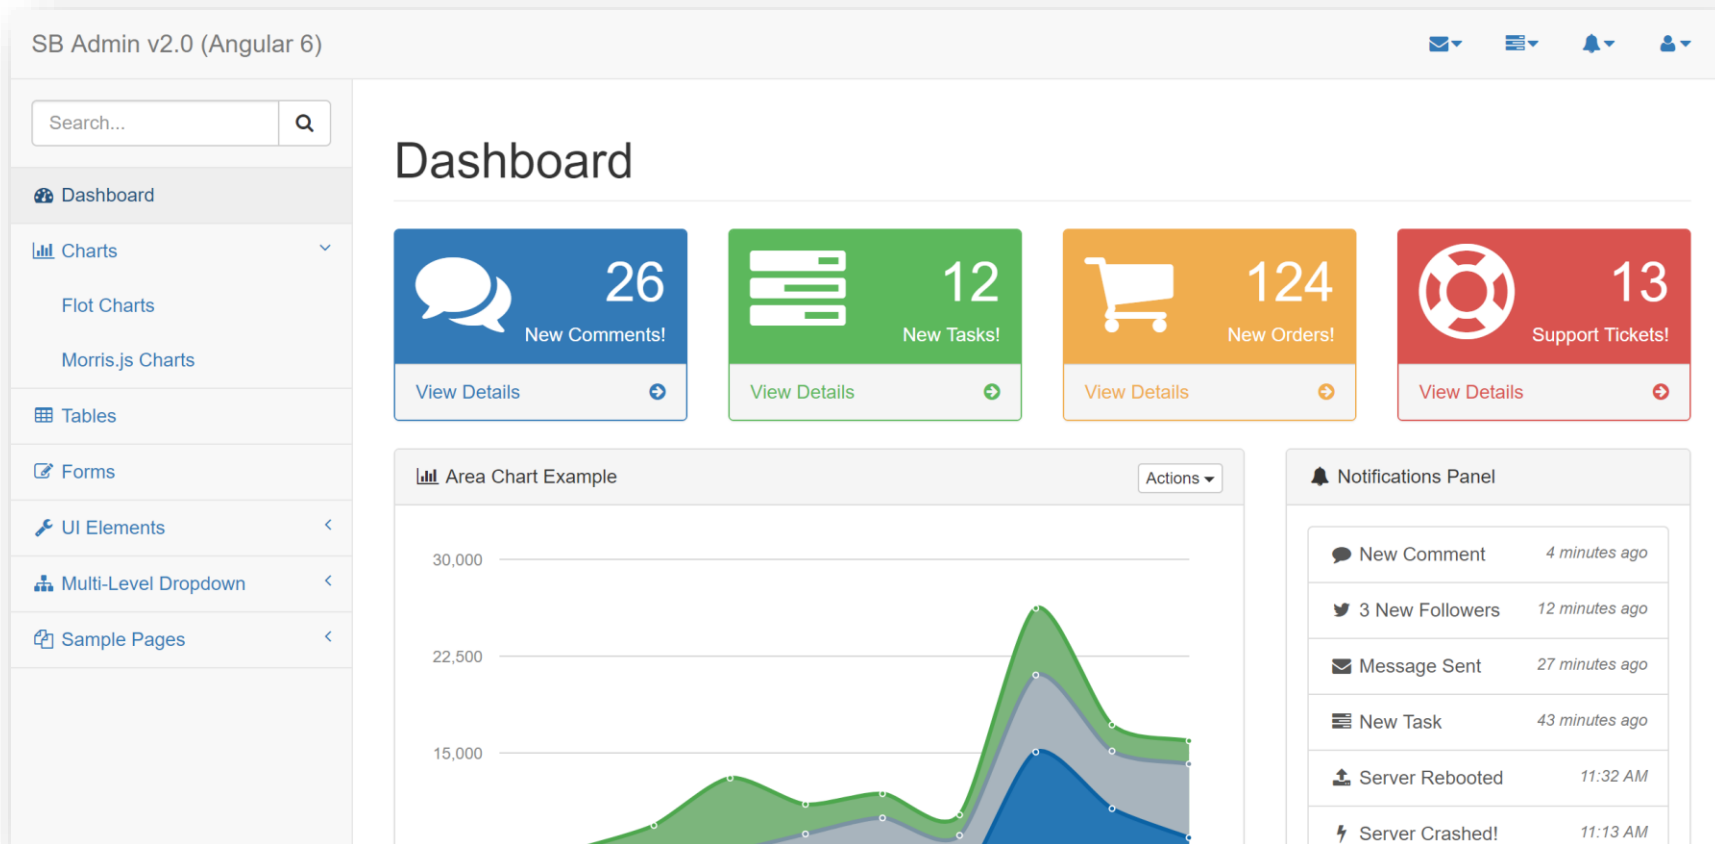 SB Admin v2.0 (Angular 6)
Search...
Dashboard
Charts
Flot Charts
Morris.js Charts
Tables
Forms
UI Elements
Multi-Level Dropdown
Sample Pages
Dashboard
26
New Comments!
View Details
12
New Tasks!
View Details
124
New Orders!
View Details
13
Support Tickets!
View Details
Area Chart Example
Actions
30,000
22,500
15,000
Notifications Panel
New Comment 4 minutes ago
3 New Followers 12 minutes ago
Message Sent 27 minutes ago
New Task 43 minutes ago
Server Rebooted 11:32 AM
Server Crashed! 11:13 AM